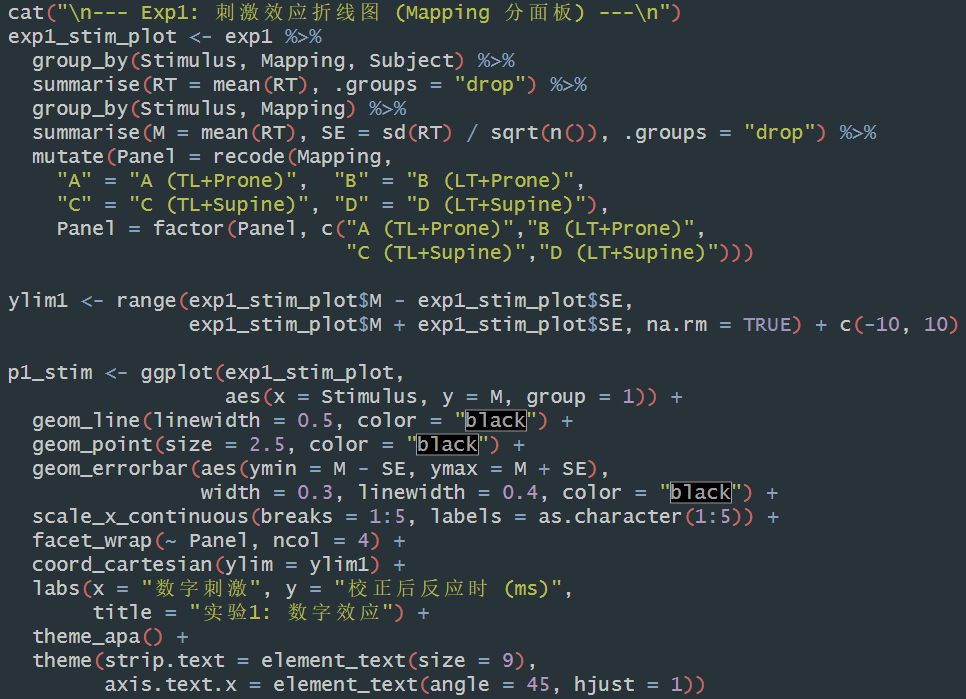 cat("\n--- Exp1: 刺激效应折线图 (Mapping 分面板) ---\n")
exp1_stim_plot <- exp1 %>%
  group_by(Stimulus, Mapping, Subject) %>%
  summarise(RT = mean(RT), .groups = "drop") %>%
  group_by(Stimulus, Mapping) %>%
  summarise(M = mean(RT), SE = sd(RT) / sqrt(n()), .groups = "drop") %>%
  mutate(Panel = recode(Mapping,
    "A" = "A (TL+Prone)",  "B" = "B (LT+Prone)",
    "C" = "C (TL+Supine)", "D" = "D (LT+Supine)"),
    Panel = factor(Panel, c("A (TL+Prone)","B (LT+Prone)",
                            "C (TL+Supine)","D (LT+Supine)")))

ylim1 <- range(exp1_stim_plot$M - exp1_stim_plot$SE,
               exp1_stim_plot$M + exp1_stim_plot$SE, na.rm = TRUE) + c(-10, 10)

p1_stim <- ggplot(exp1_stim_plot,
                  aes(x = Stimulus, y = M, group = 1)) +
  geom_line(linewidth = 0.5, color = "black") +
  geom_point(size = 2.5, color = "black") +
  geom_errorbar(aes(ymin = M - SE, ymax = M + SE),
                width = 0.3, linewidth = 0.4, color = "black") +
  scale_x_continuous(breaks = 1:5, labels = as.character(1:5)) +
  facet_wrap(~ Panel, ncol = 4) +
  coord_cartesian(ylim = ylim1) +
  labs(x = "数字刺激", y = "校正后反应时 (ms)",
       title = "实验1: 数字效应") +
  theme_apa() +
  theme(strip.text = element_text(size = 9),
        axis.text.x = element_text(angle = 45, hjust = 1))